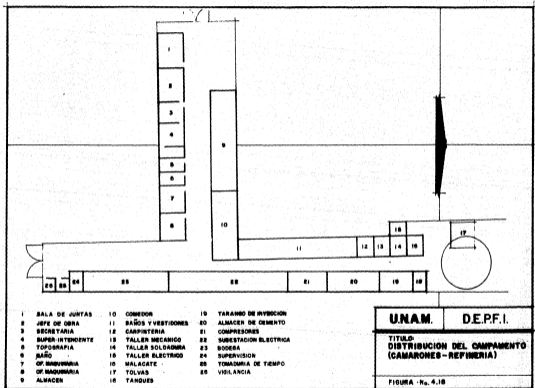 1
2
3
4
5
6
7
8
9
10
11
12
13
14
15
16
17
18
19
20
21
22
23
24
25
26
1 SALA DE JUNTAS
2 JEFE DE OBRA
3 SECRETARIA
4 SUPER-INTENDENTE
5 TOPOGRAFIA
6 BAÑO
7 OF. MAQUINARIA
8 OF. MAQUINARIA
9 ALMACEN
10 COMEDOR
11 BAÑOS Y VESTIDORES
12 CARPINTERIA
13 TALLER MECANICO
14 TALLER SOLDADURA
15 TALLER ELECTRICO
16 MALACATE
17 TOLVAS
18 TANQUES
19 TARANGO DE INYECCION
20 ALMACEN DE CEMENTO
21 COMPRESORES
22 SUBESTACION ELECTRICA
23 BODEGA
24 SUPERVISION
25 TOMADURIA DE TIEMPO
26 VIGILANCIA
U.N.A.M. D.E.P.F.I.
TITULO:
DISTRIBUCION DEL CAMPAMENTO
(CAMARONES-REFINERIA)
FIGURA No. 4.18